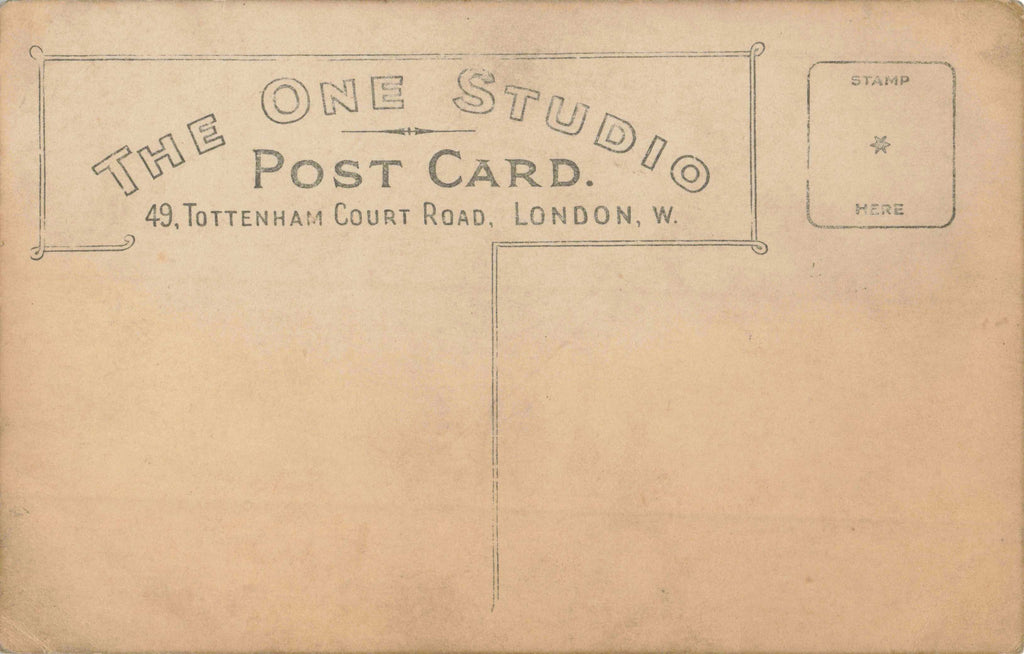 THE ONE STUDIO
POST CARD.
49, TOTTENHAM COURT ROAD, LONDON, W.
STAMP
HERE